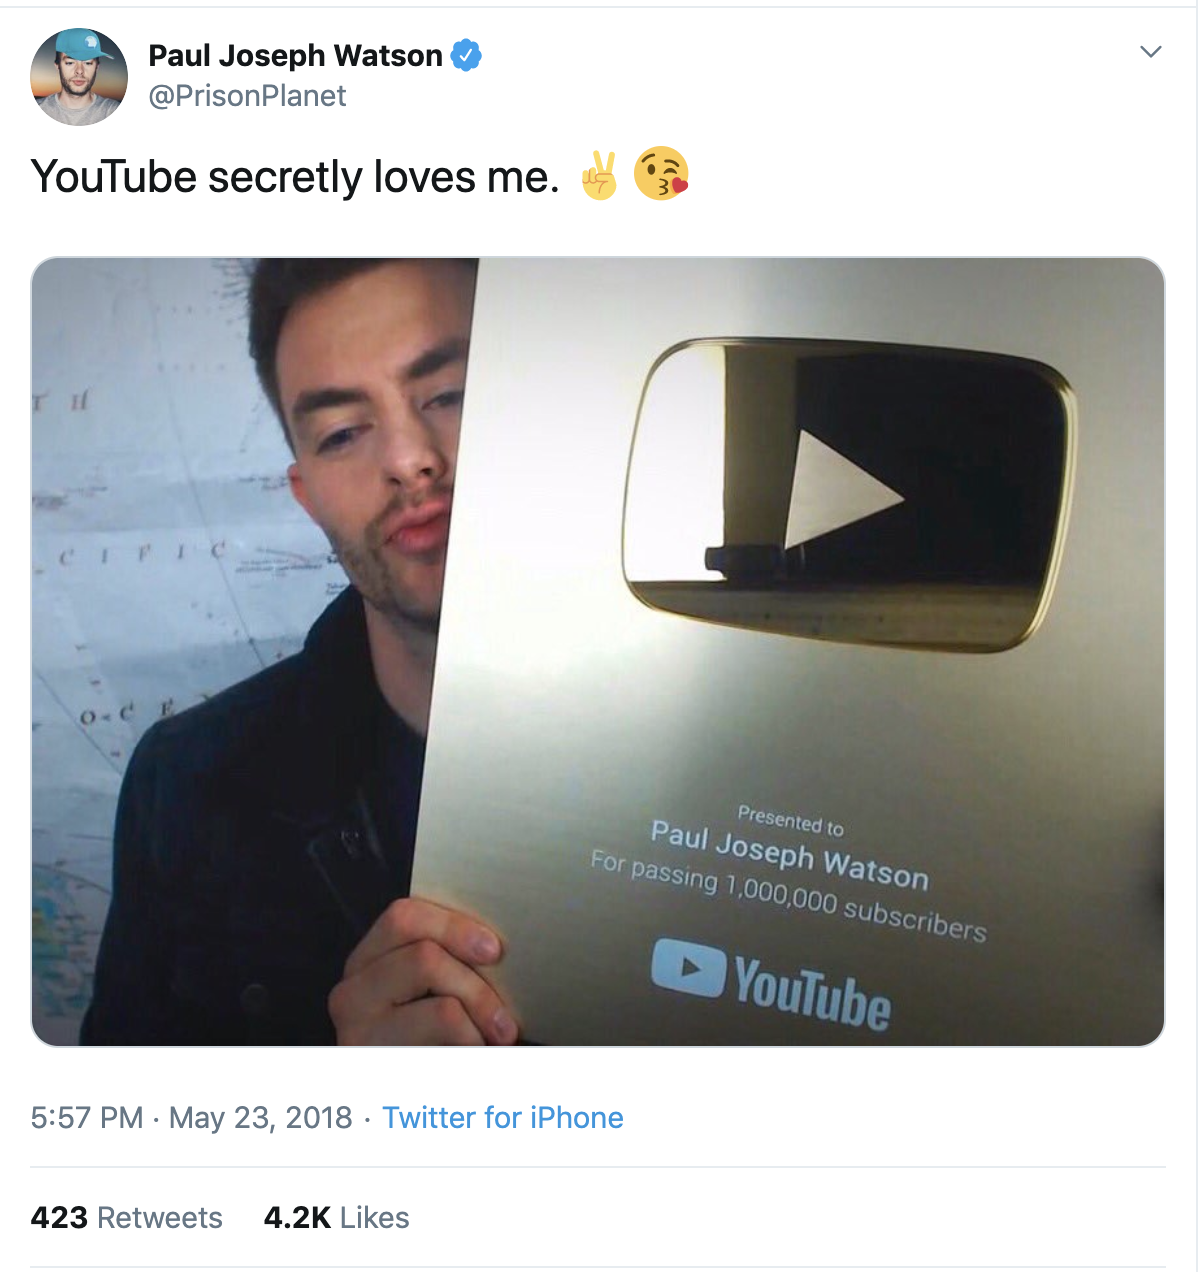 Paul Joseph Watson
@PrisonPlanet
YouTube secretly loves me. ✌️😘
T H
C I F I C
O C E
Presented to
Paul Joseph Watson
For passing 1,000,000 subscribers
YouTube
5:57 PM · May 23, 2018 · Twitter for iPhone
423 Retweets 4.2K Likes